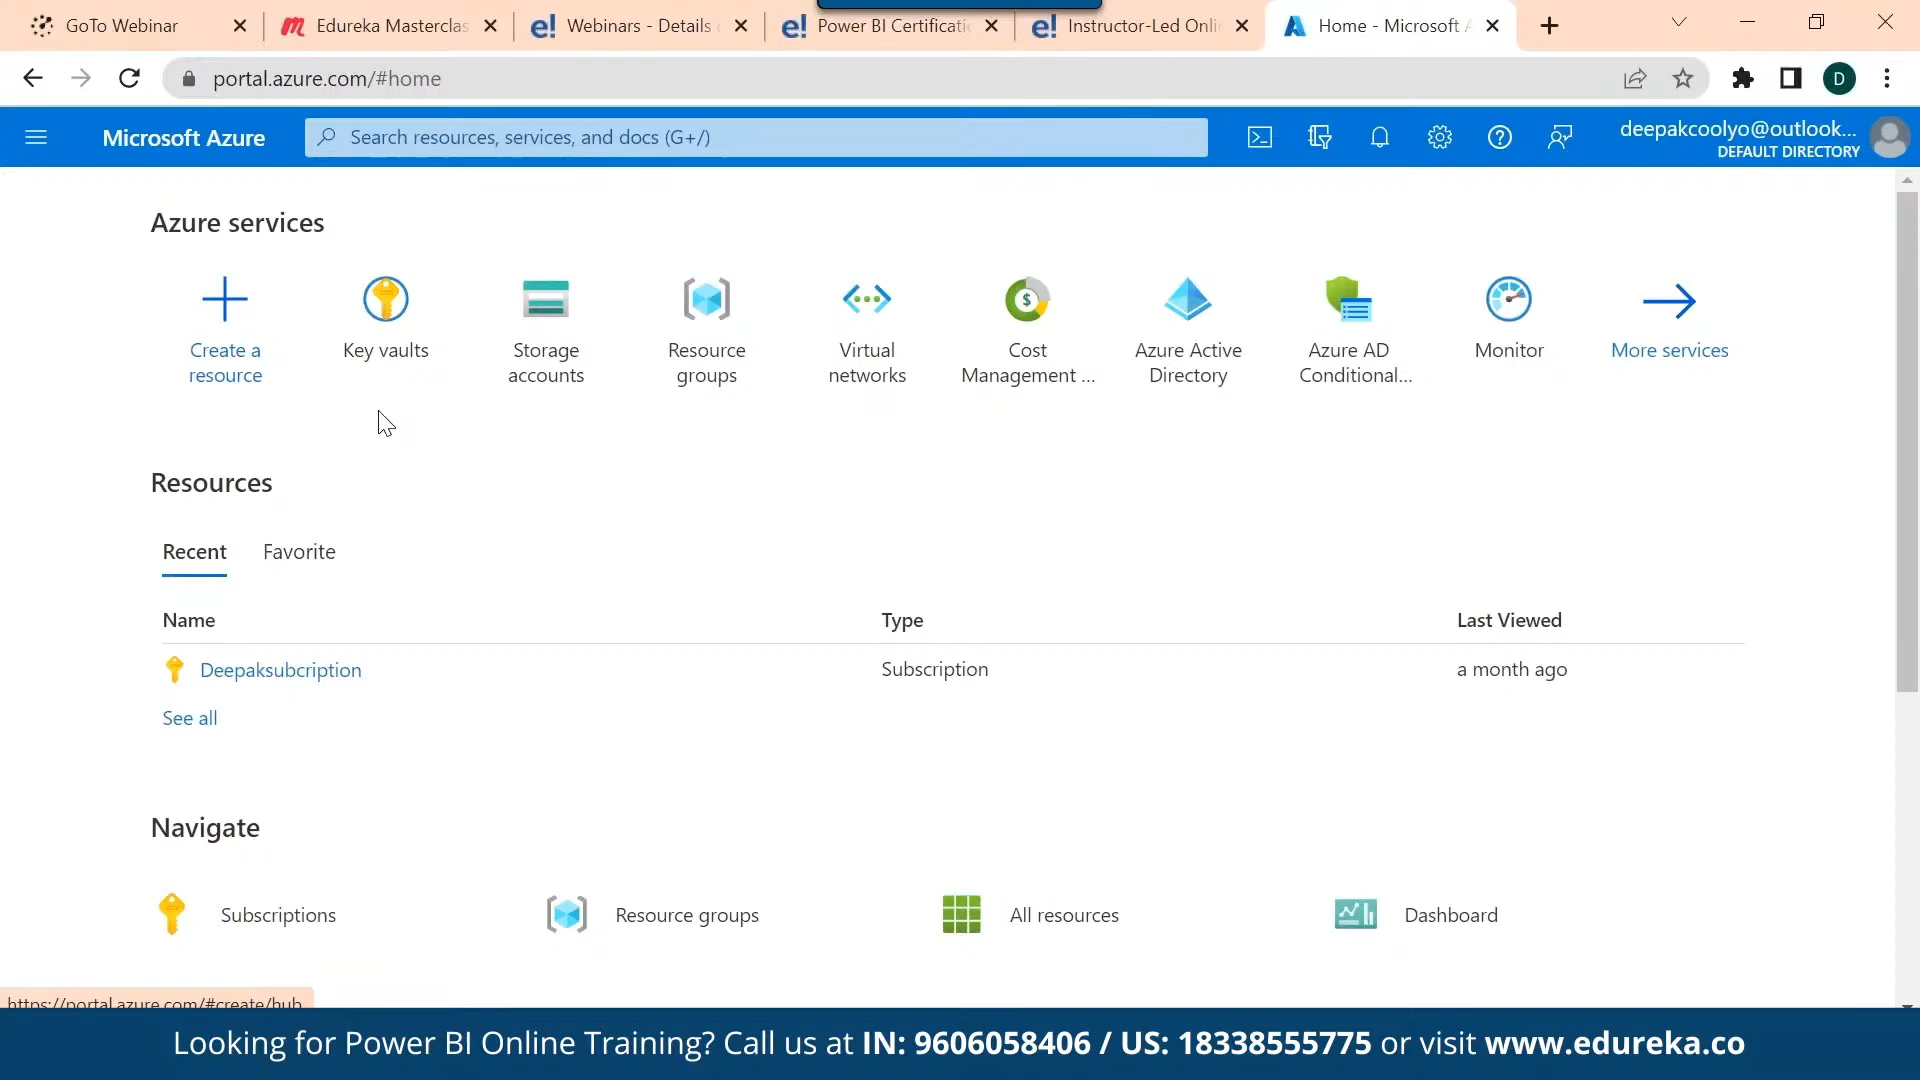 GoTo Webinar
Edureka Masterclas
e! Webinars - Details
e! Power BI Certificati
e! Instructor-Led Onli
Home - Microsoft
portal.azure.com/#home
D
Microsoft Azure
Search resources, services, and docs (G+/)
deepakcoolyo@outlook...
DEFAULT DIRECTORY
Azure services
Create a
resource
Key vaults
Storage
accounts
Resource
groups
Virtual
networks
Cost
Management ...
Azure Active
Directory
Azure AD
Conditional...
Monitor
More services
Resources
Recent Favorite
Name Type Last Viewed
Deepaksubcription Subscription a month ago
See all
Navigate
Subscriptions Resource groups All resources Dashboard
https://portal.azure.com/#create/hub
Looking for Power BI Online Training? Call us at IN: 9606058406 / US: 18338555775 or visit www.edureka.co